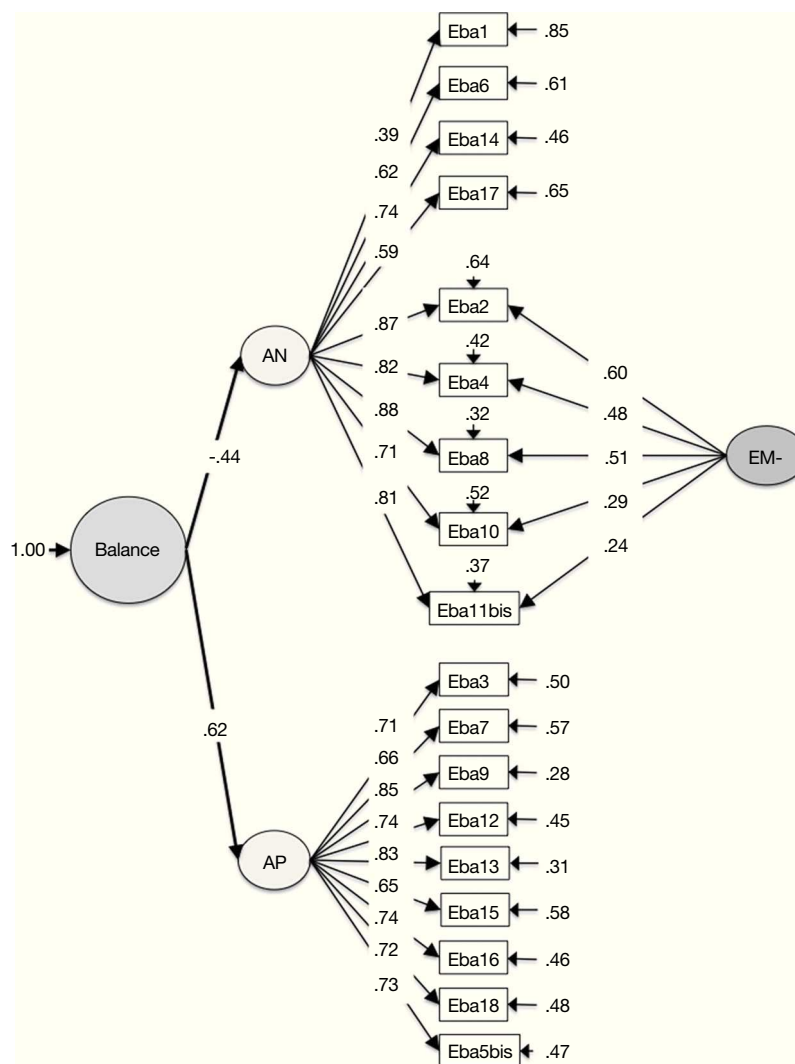 Eba1 .85
Eba6 .61
.39
Eba14 .46
.62
Eba17 .65
.74
.59
.64
Eba2
.87
.42
AN
.82
Eba4
.60
.88
.32
.48
.71
Eba8
.51
EM-
-.44
.81
.52
.29
Eba10
.24
1.00
Balance
.37
Eba11bis
Eba3 .50
.71
Eba7 .57
.62
.66
Eba9 .28
.85
Eba12 .45
.74
AP
.83
Eba13 .31
.65
Eba15 .58
.74
Eba16 .46
.72
Eba18 .48
.73
Eba5bis .47